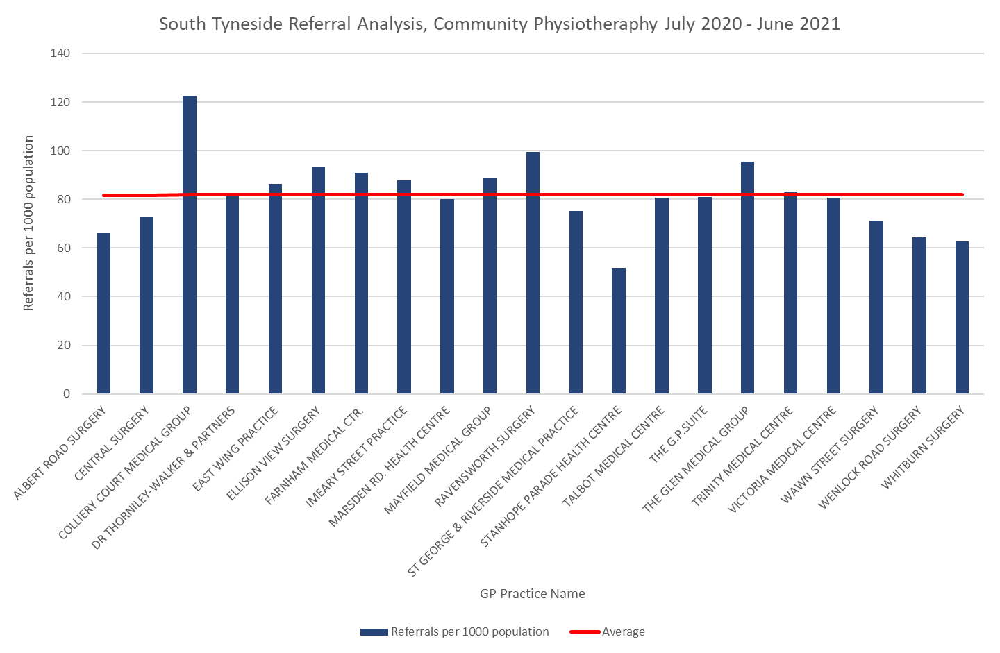 South Tyneside Referral Analysis, Community Physiotheraphy July 2020 - June 2021
140
120
100
80
60
40
20
0
Referrals per 1000 population
ALBERT ROAD SURGERY
CENTRAL SURGERY
COLLIERY COURT MEDICAL GROUP
DR THORNILEY-WALKER & PARTNERS
EAST WING PRACTICE
ELLISON VIEW SURGERY
FARNHAM MEDICAL CTR.
IMEARY STREET PRACTICE
MARSDEN RD. HEALTH CENTRE
MAYFIELD MEDICAL GROUP
RAVENSWORTH SURGERY
ST GEORGE & RIVERSIDE MEDICAL PRACTICE
STANHOPE PARADE HEALTH CENTRE
TALBOT MEDICAL CENTRE
THE G.P.SUITE
THE GLEN MEDICAL GROUP
TRINITY MEDICAL CENTRE
VICTORIA MEDICAL CENTRE
WAWN STREET SURGERY
WENLOCK ROAD SURGERY
WHITBURN SURGERY
GP Practice Name
Referrals per 1000 population
Average